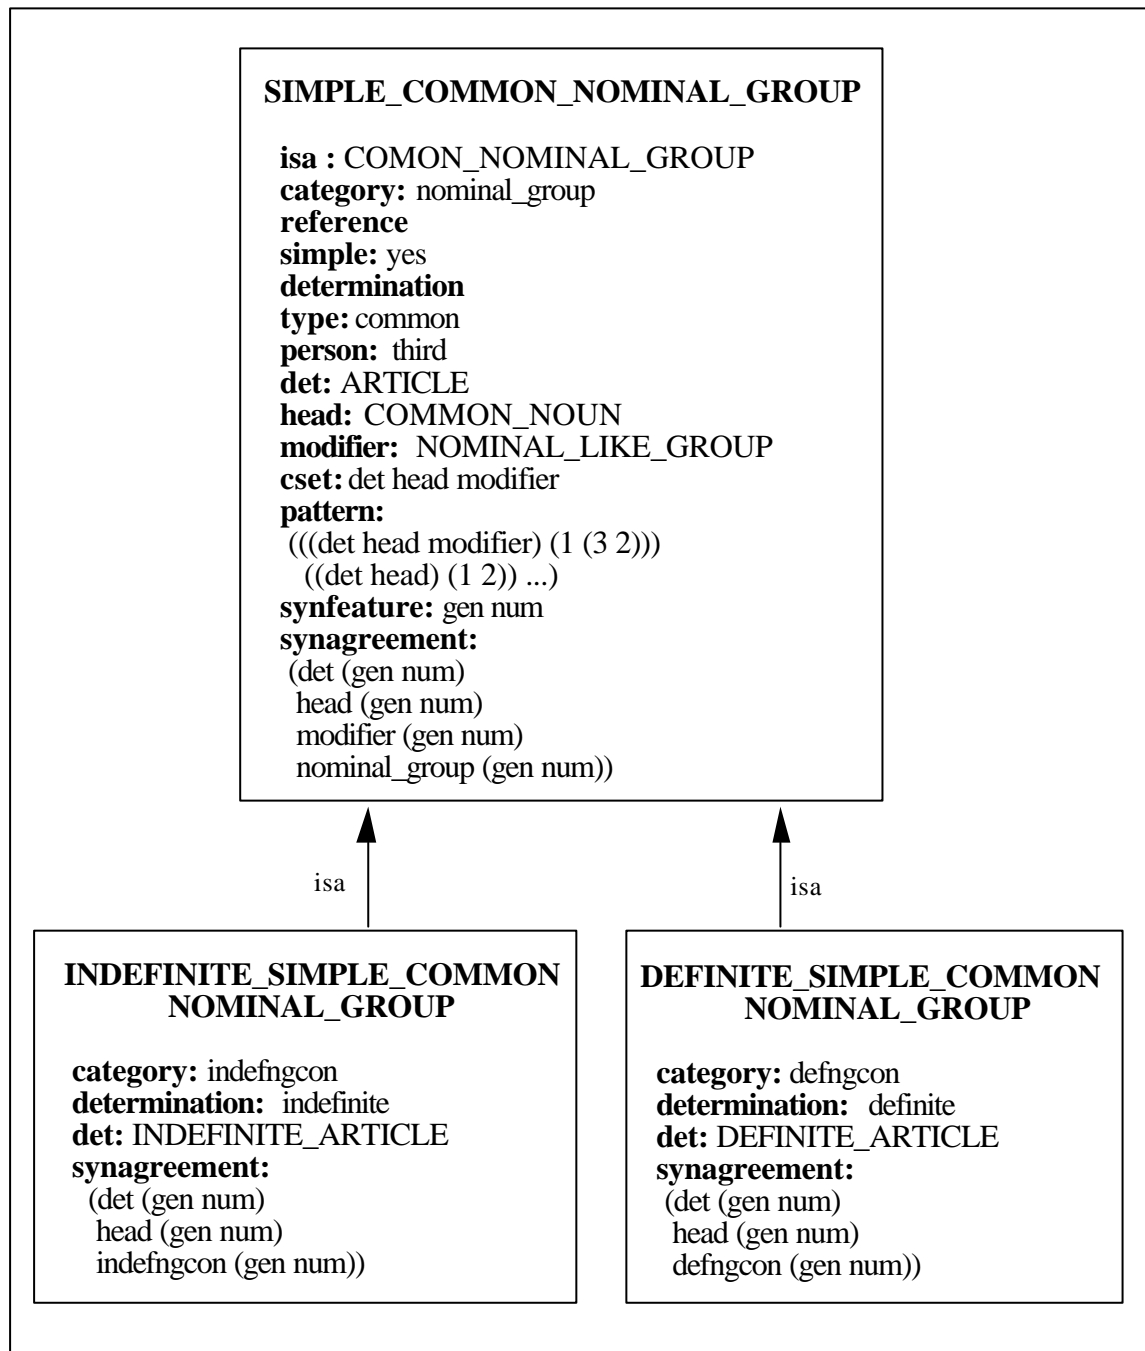 SIMPLE_COMMON_NOMINAL_GROUP
isa : COMON_NOMINAL_GROUP
category: nominal_group
reference
simple: yes
determination
type: common
person: third
det: ARTICLE
head: COMMON_NOUN
modifier: NOMINAL_LIKE_GROUP
cset: det head modifier
pattern:
(((det head modifier) (1 (3 2)))
((det head) (1 2)) ...)
synfeature: gen num
synagreement:
(det (gen num)
head (gen num)
modifier (gen num)
nominal_group (gen num))
isa
isa
INDEFINITE_SIMPLE_COMMON
NOMINAL_GROUP
category: indefngcon
determination: indefinite
det: INDEFINITE_ARTICLE
synagreement:
(det (gen num)
head (gen num)
indefngcon (gen num))
DEFINITE_SIMPLE_COMMON
NOMINAL_GROUP
category: defngcon
determination: definite
det: DEFINITE_ARTICLE
synagreement:
(det (gen num)
head (gen num)
defngcon (gen num))